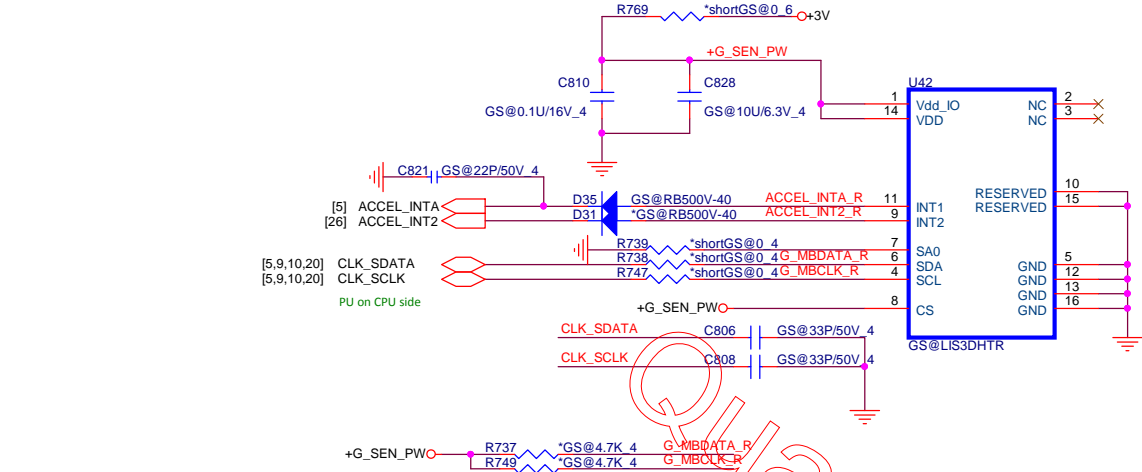 R769 *shortGS@0_6 +3V
+G_SEN_PW
C810 C828
GS@0.1U/16V_4 GS@10U/6.3V_4
U42
1 Vdd_IO NC 2
14 VDD NC 3
C821 GS@22P/50V_4
RESERVED 10
RESERVED 15
[5] ACCEL_INTA D35 GS@RB500V-40 ACCEL_INTA_R 11 INT1
[26] ACCEL_INT2 D31 *GS@RB500V-40 ACCEL_INT2_R 9 INT2
R739 *shortGS@0_4 7 SA0
[5,9,10,20] CLK_SDATA R738 *shortGS@0_4 G_MBDATA_R 6 SDA GND 5
[5,9,10,20] CLK_SCLK R747 *shortGS@0_4 G_MBCLK_R 4 SCL GND 12
GND 13
PU on CPU side
+G_SEN_PW 8 CS GND 16
CLK_SDATA C806 GS@33P/50V_4
GS@LIS3DHTR
CLK_SCLK C808 GS@33P/50V_4
+G_SEN_PW R737 *GS@4.7K_4 G_MBDATA_R
R749 *GS@4.7K_4 G_MBCLK_R